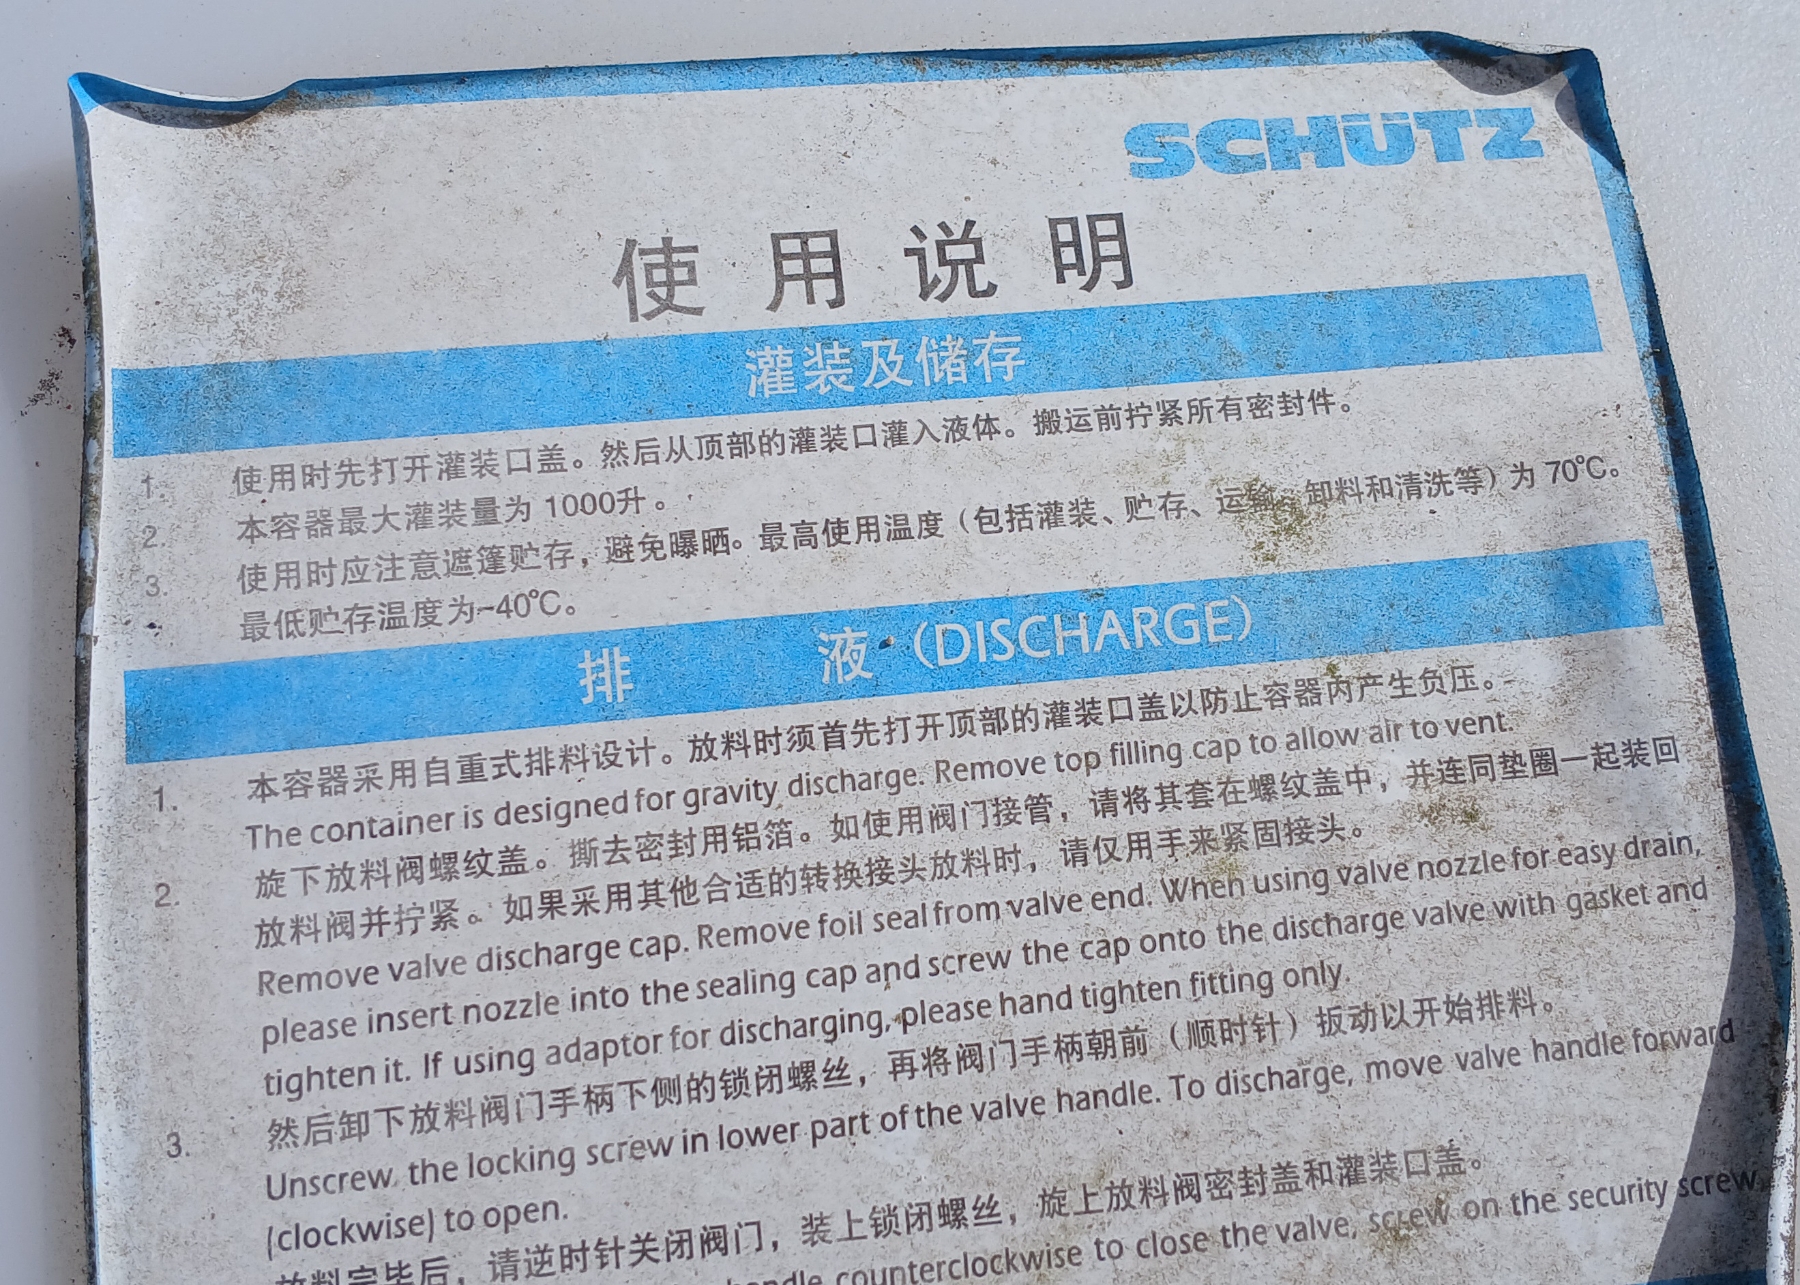 SCHÜTZ
使用说明
灌装及储存
1. 使用时先打开灌装口盖。然后从顶部的灌装口灌入液体。搬运前拧紧所有密封件。
2. 本容器最大灌装量为 1000升。
3. 使用时应注意遮篷贮存，避免曝晒。最高使用温度（包括灌装、贮存、运输、卸料和清洗等）为 70℃。
最低贮存温度为-40℃。
排 液（DISCHARGE）
1. 本容器采用自重式排料设计。放料时须首先打开顶部的灌装口盖以防止容器内产生负压。
The container is designed for gravity discharge. Remove top filling cap to allow air to vent.
2. 旋下放料阀螺纹盖。撕去密封用铝箔。如使用阀门接管，请将其套在螺纹盖中，并连同垫圈一起装回
放料阀并拧紧。如果采用其他合适的转换接头放料时，请仅用手来紧固接头。
Remove valve discharge cap. Remove foil seal from valve end. When using valve nozzle for easy drain,
please insert nozzle into the sealing cap and screw the cap onto the discharge valve with gasket and
tighten it. If using adaptor for discharging, please hand tighten fitting only.
3. 然后卸下放料阀门手柄下侧的锁闭螺丝，再将阀门手柄朝前（顺时针）扳动以开始排料。
Unscrew the locking screw in lower part of the valve handle. To discharge, move valve handle forward
(clockwise) to open.
放料完毕后，请逆时针关闭阀门，装上锁闭螺丝，旋上放料阀密封盖和灌装口盖。
handle counterclockwise to close the valve, screw on the security screw